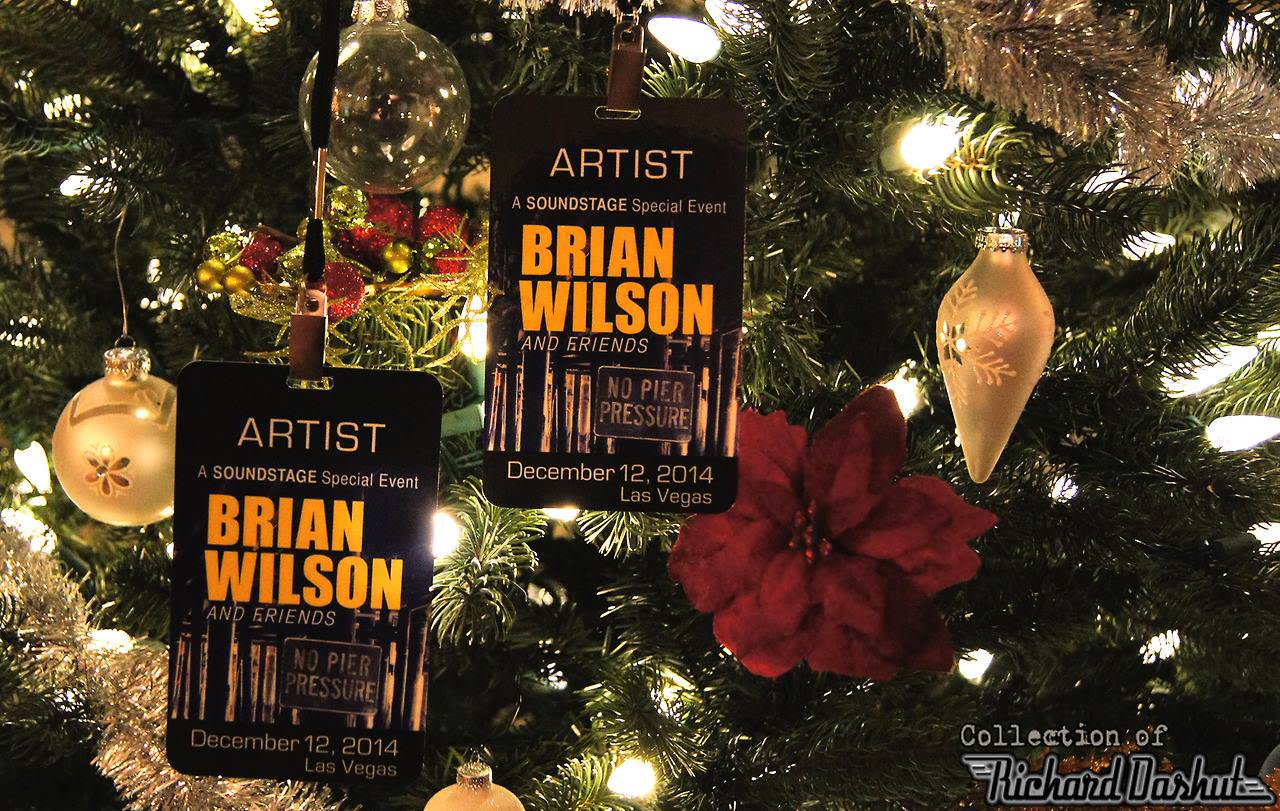 ARTIST
A SOUNDSTAGE Special Event
BRIAN
WILSON
AND FRIENDS
NO PIER
PRESSURE
December 12, 2014
Las Vegas
ARTIST
A SOUNDSTAGE Special Event
BRIAN
WILSON
AND FRIENDS
NO PIER
PRESSURE
December 12, 2014
Las Vegas
Collection of
Richard Dashut